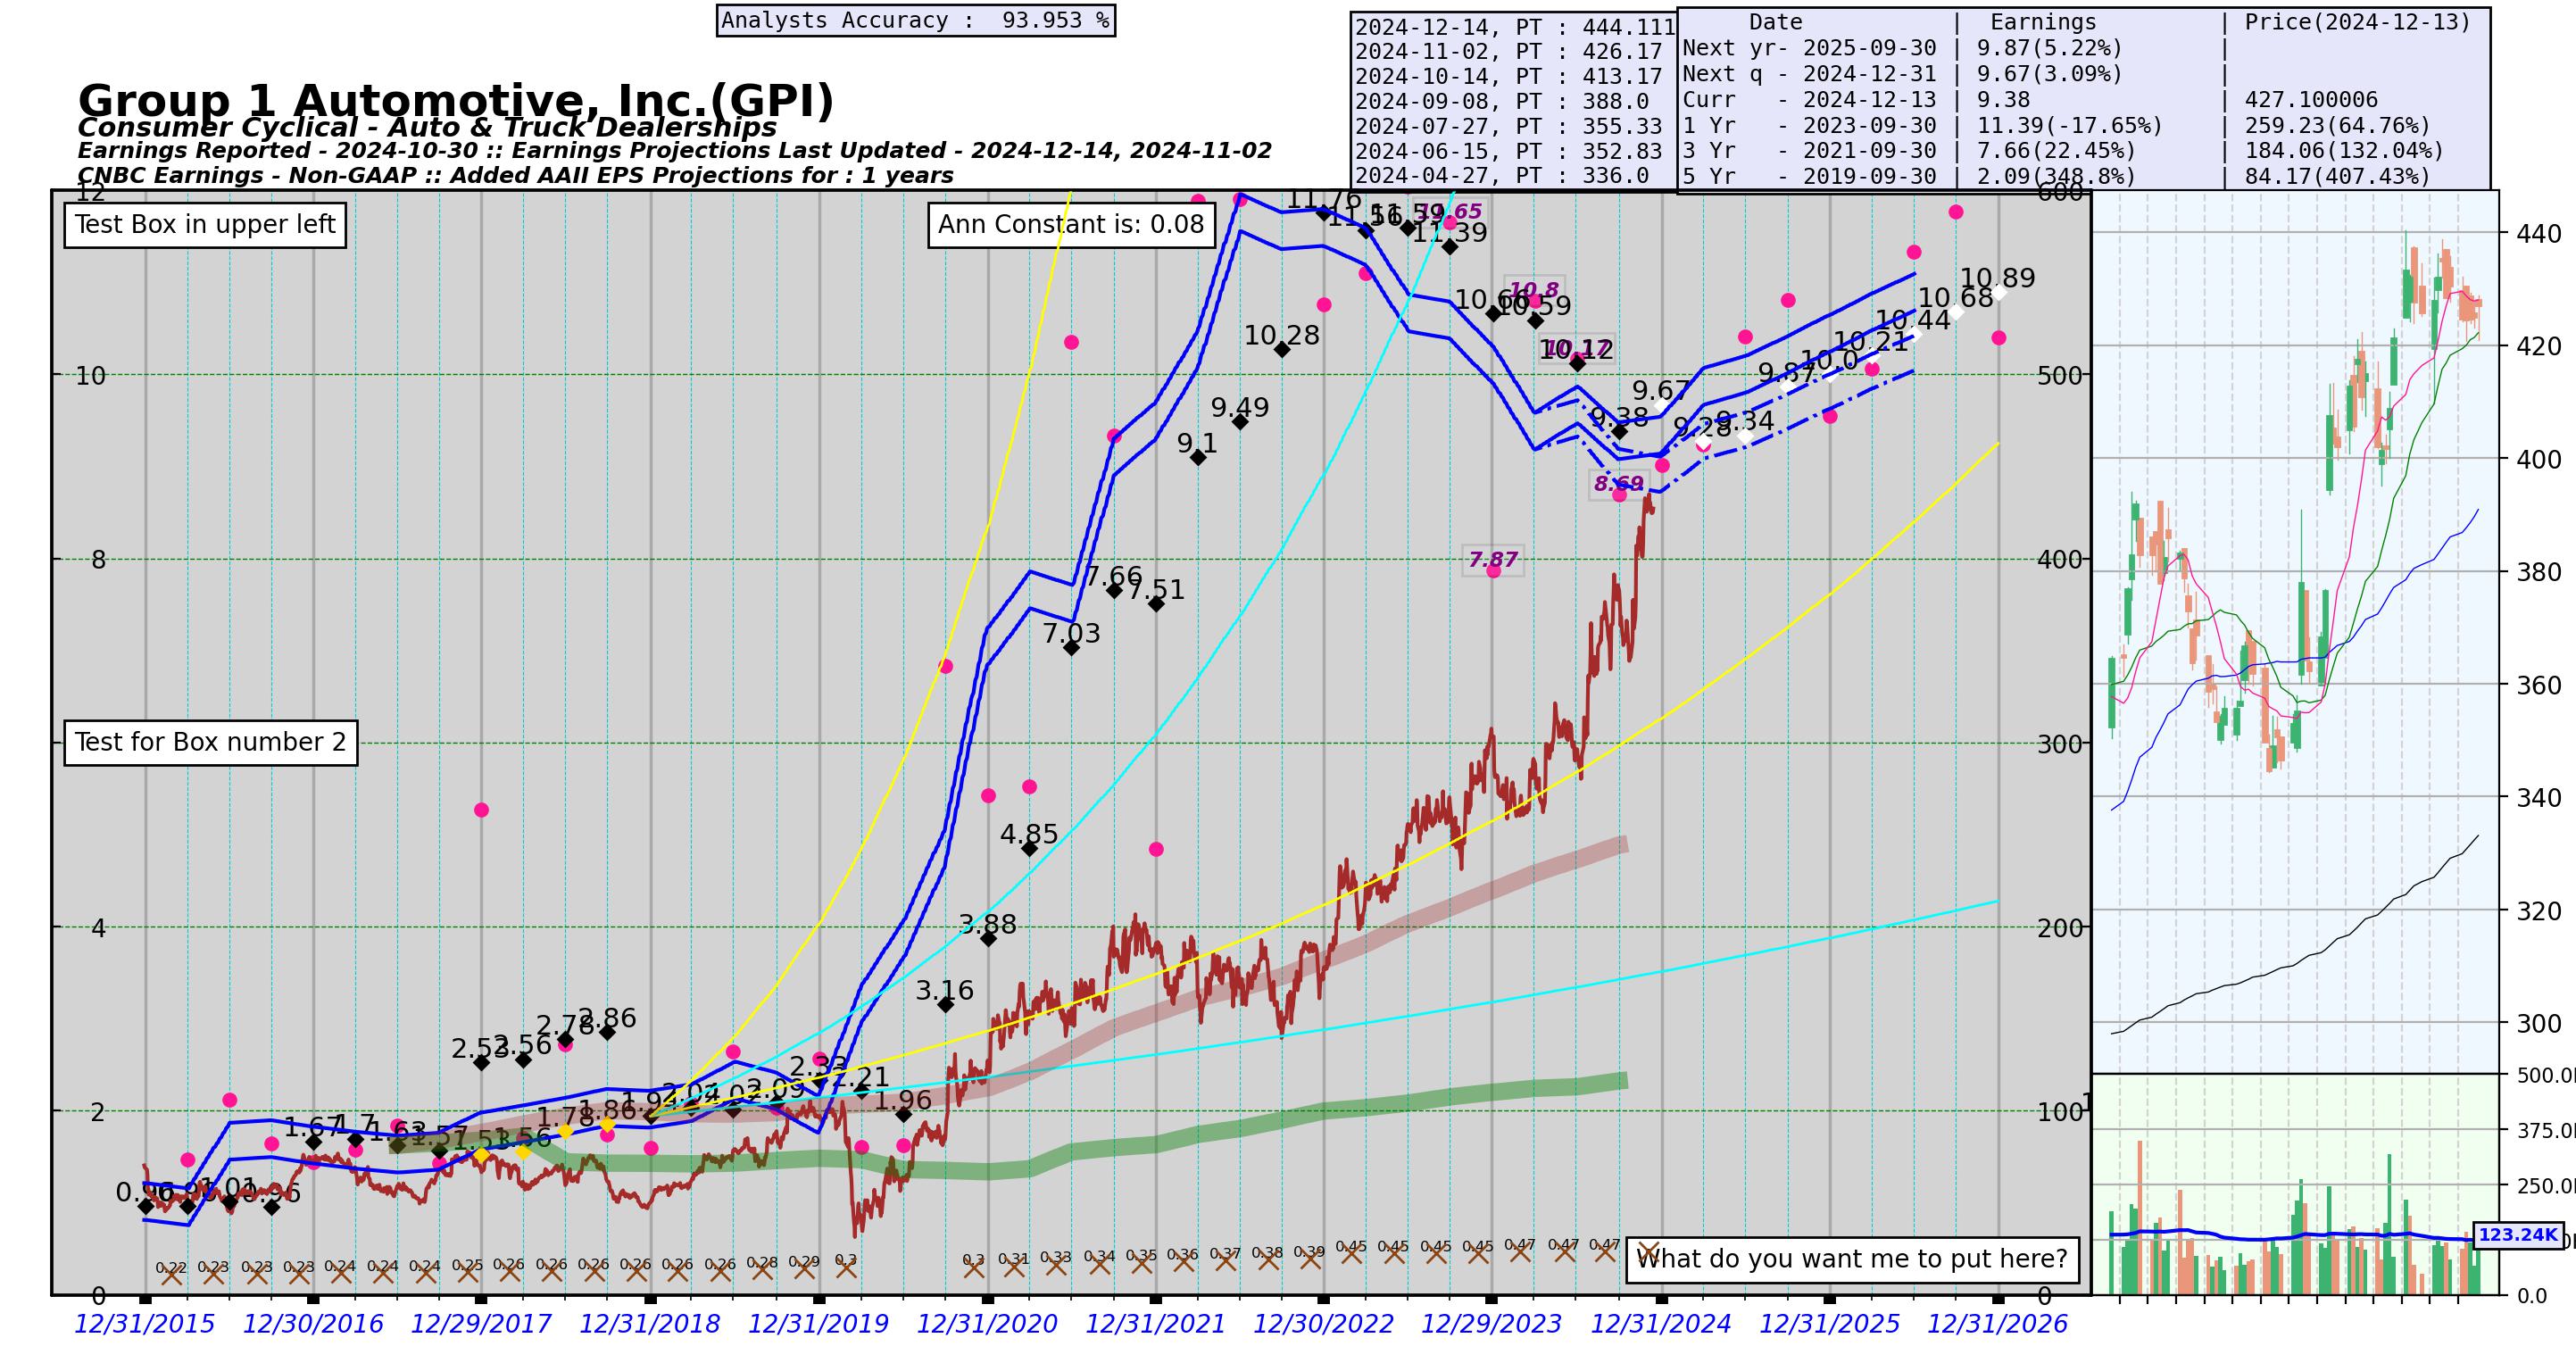 Analysts Accuracy :  93.953 %
2024-12-14, PT : 444.111
2024-11-02, PT : 426.17
2024-10-14, PT : 413.17
2024-09-08, PT : 388.0
2024-07-27, PT : 355.33
2024-06-15, PT : 352.83
2024-04-27, PT : 336.0
Date | Earnings | Price(2024-12-13)
Next yr- 2025-09-30 | 9.87(5.22%) |
Next q - 2024-12-31 | 9.67(3.09%) |
Curr   - 2024-12-13 | 9.38 | 427.100006
1 Yr   - 2023-09-30 | 11.39(-17.65%) | 259.23(64.76%)
3 Yr   - 2021-09-30 | 7.66(22.45%) | 184.06(132.04%)
5 Yr   - 2019-09-30 | 2.09(348.8%) | 84.17(407.43%)
Group 1 Automotive, Inc.(GPI)
Consumer Cyclical - Auto & Truck Dealerships
Earnings Reported - 2024-10-30 :: Earnings Projections Last Updated - 2024-12-14, 2024-11-02
CNBC Earnings - Non-GAAP :: Added AAII EPS Projections for : 1 years
Test Box in upper left
Ann Constant is: 0.08
Test for Box number 2
What do you want me to put here?
12
10
8
4
2
0
600
500
400
300
200
100
0
440
420
400
380
360
340
320
300
375.0
250.0
0.0
123.24K
11.76
11.56
11.59
11.65
11.39
10.28
9.49
9.1
7.66
7.51
7.03
4.85
3.88
3.16
10.66
10.59
10.8
10.12
10.17
9.67
9.38
9.28
9.34
8.69
7.87
9.87
10.0
10.21
10.44
10.68
10.89
2.53
2.56
2.78
2.86
2.33
2.21
1.96
2.09
1.67
1.7
1.63
1.57
1.53
1.56
1.78
1.86
1.01
0.96
0.22 0.23 0.23 0.23 0.24 0.24 0.24 0.25 0.26 0.26 0.26 0.26 0.26 0.26 0.28 0.29 0.3 0.3 0.31 0.33 0.34 0.35 0.36 0.37 0.38 0.39 0.45 0.45 0.45 0.45 0.47 0.47 0.47
12/31/2015 12/30/2016 12/29/2017 12/31/2018 12/31/2019 12/31/2020 12/31/2021 12/30/2022 12/29/2023 12/31/2024 12/31/2025 12/31/2026